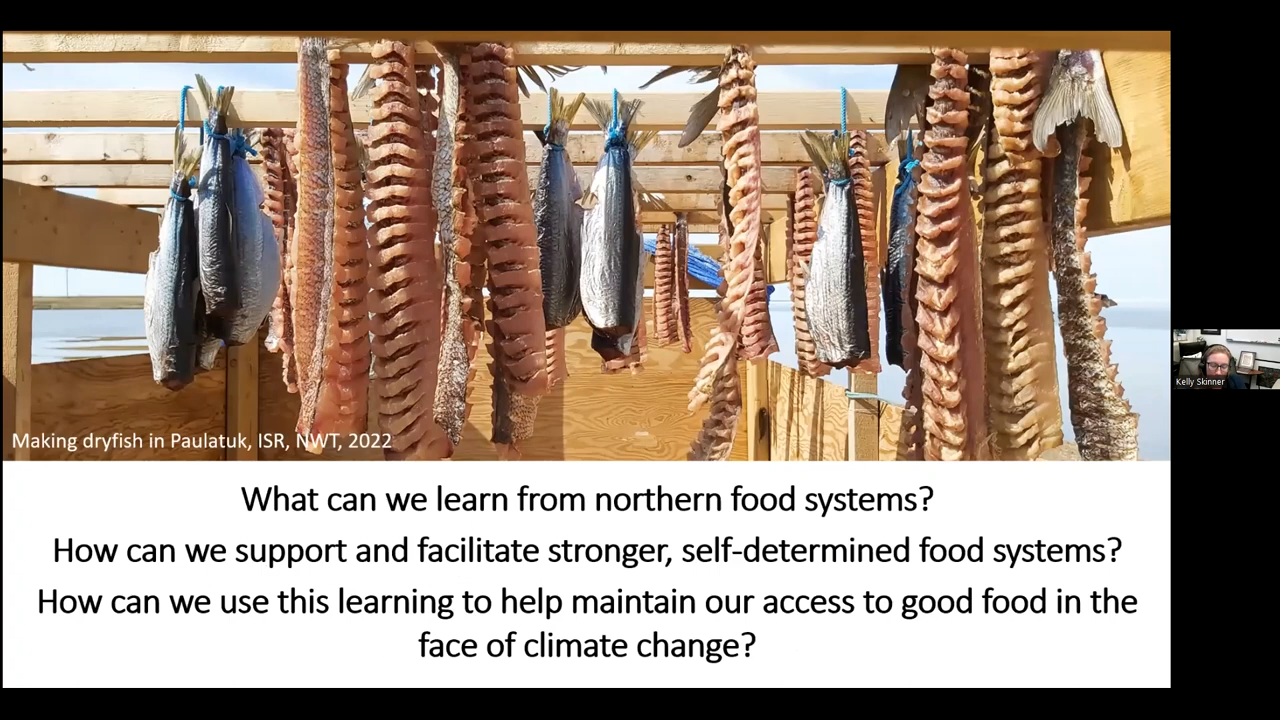 Making dryfish in Paulatuk, ISR, NWT, 2022
Kelly Skinner
What can we learn from northern food systems?
How can we support and facilitate stronger, self-determined food systems?
How can we use this learning to help maintain our access to good food in the
face of climate change?